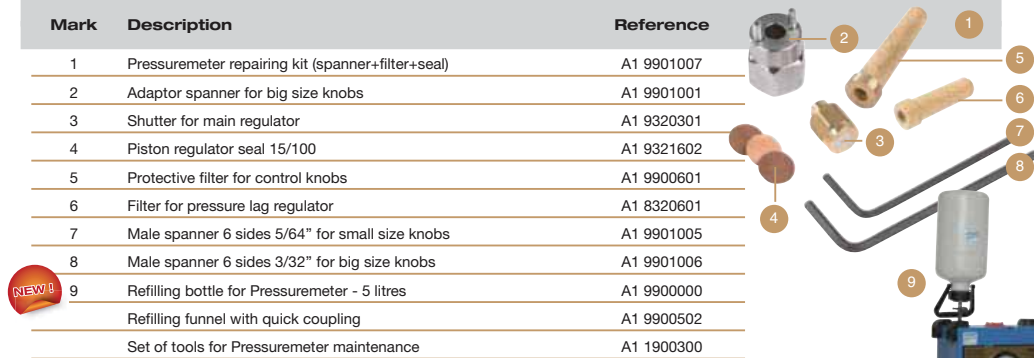 Mark Description Reference
1 Pressuremeter repairing kit (spanner+filter+seal) A1 9901007
2 Adaptor spanner for big size knobs A1 9901001
3 Shutter for main regulator A1 9320301
4 Piston regulator seal 15/100 A1 9321602
5 Protective filter for control knobs A1 9900601
6 Filter for pressure lag regulator A1 8320601
7 Male spanner 6 sides 5/64” for small size knobs A1 9901005
8 Male spanner 6 sides 3/32” for big size knobs A1 9901006
NEW !
9 Refilling bottle for Pressuremeter - 5 litres A1 9900000
Refilling funnel with quick coupling A1 9900502
Set of tools for Pressuremeter maintenance A1 1900300
1
2
5
6
3
7
8
4
9